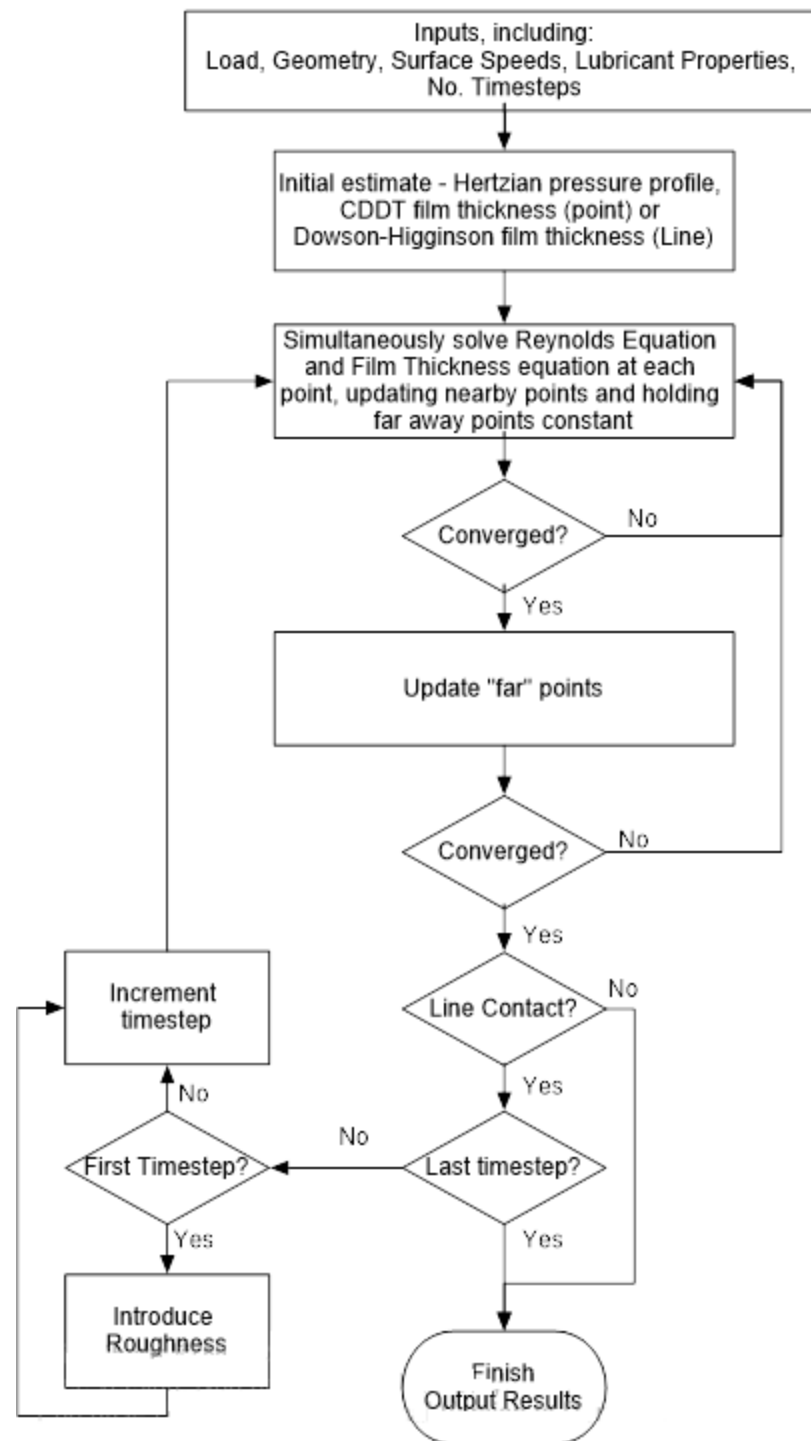 Inputs, including:
Load, Geometry, Surface Speeds, Lubricant Properties,
No. Timesteps
Initial estimate - Hertzian pressure profile,
CDDT film thickness (point) or
Dowson-Higginson film thickness (Line)
Simultaneously solve Reynolds Equation
and Film Thickness equation at each
point, updating nearby points and holding
far away points constant
Converged?
No
Yes
Update "far" points
Converged?
No
Yes
Line Contact?
No
Yes
Last timestep?
No
Yes
First Timestep?
No
Yes
Increment
timestep
Introduce
Roughness
Finish
Output Results